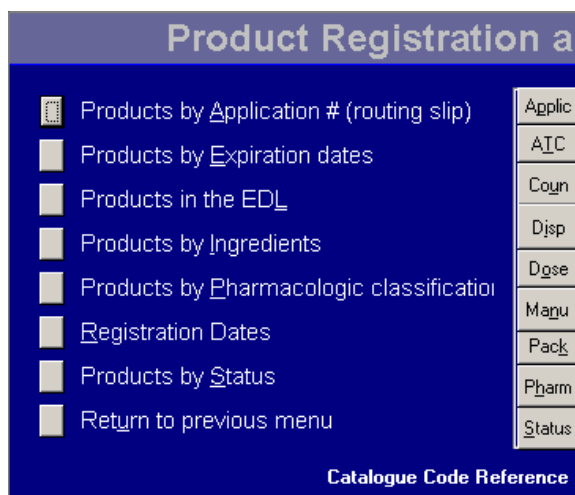 Product Registration a
Products by Application # (routing slip)
Products by Expiration dates
Products in the EDL
Products by Ingredients
Products by Pharmacologic classification
Registration Dates
Products by Status
Return to previous menu
Applic
ATC
Coun
Disp
Dose
Manu
Pack
Pharm
Status
Catalogue Code Reference